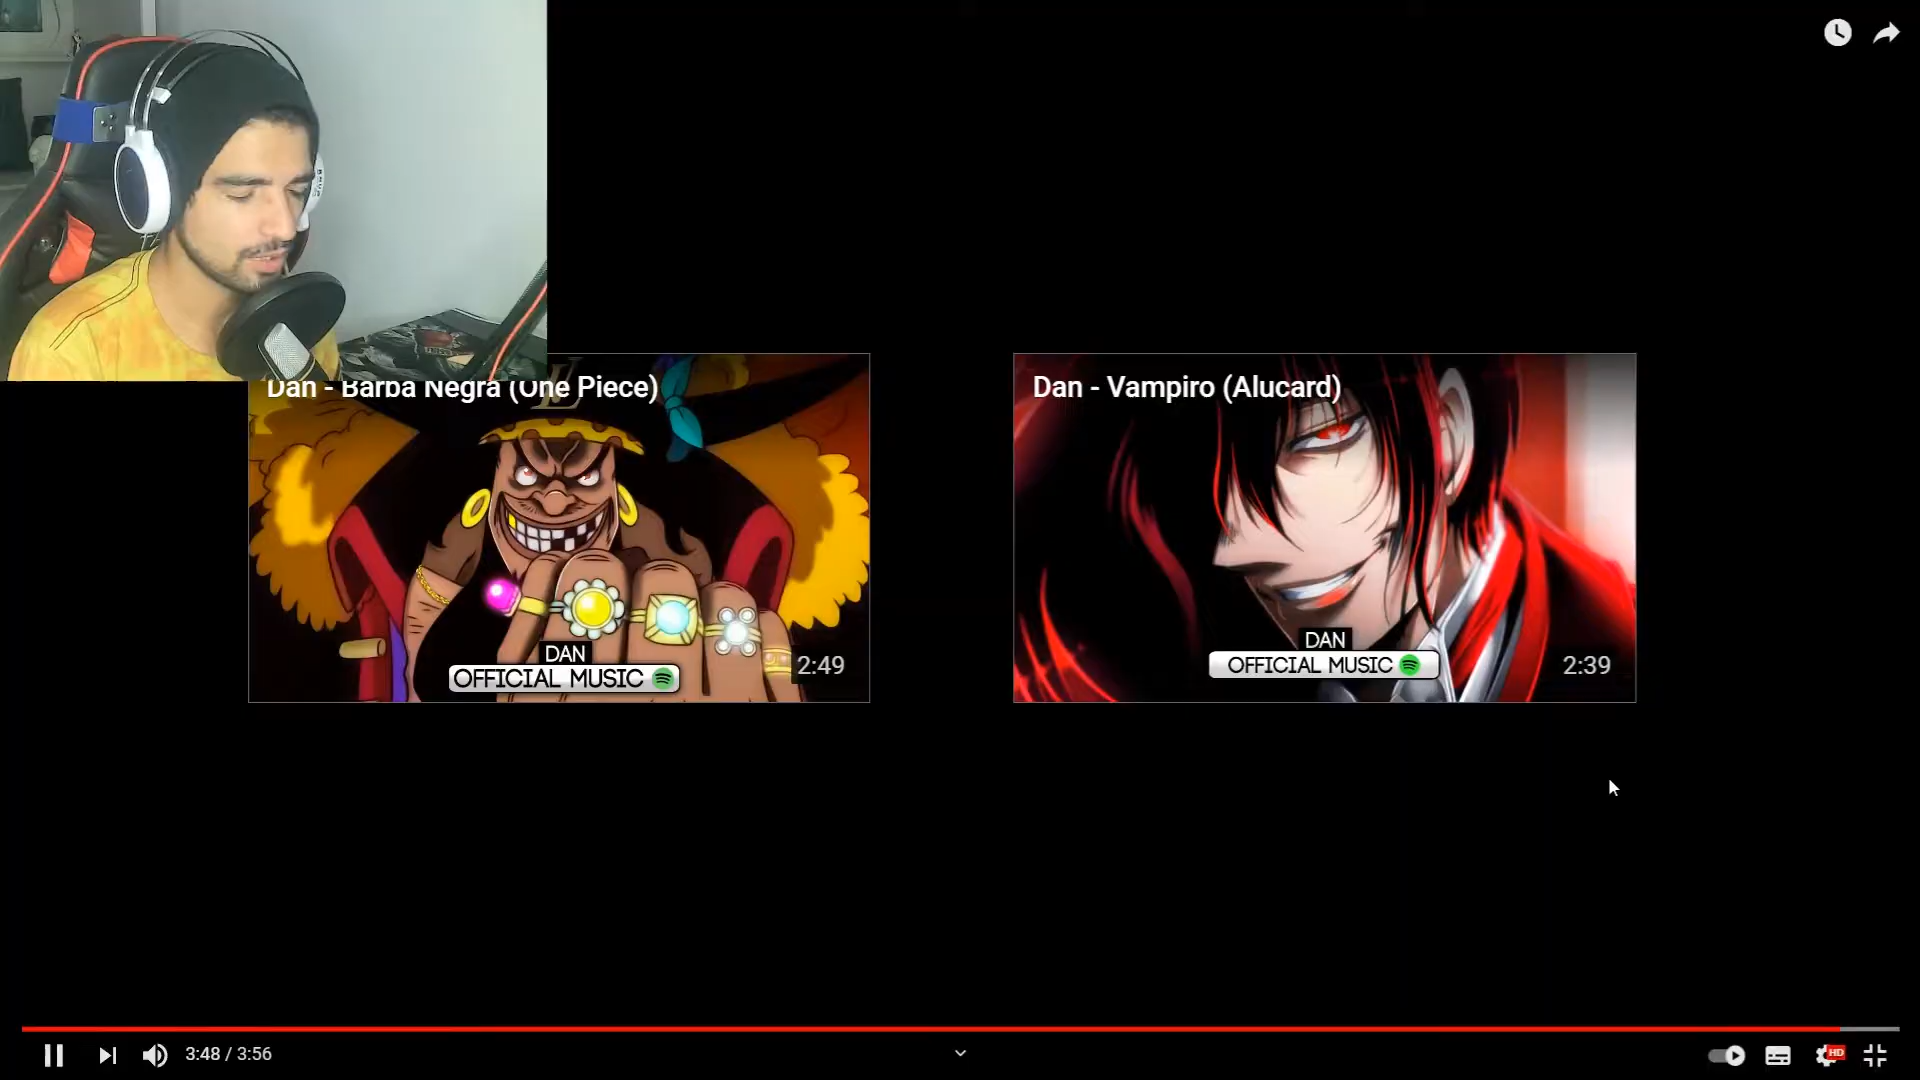 Dan - Barba Negra (One Piece)
DAN
OFFICIAL MUSIC
2:49
Dan - Vampiro (Alucard)
DAN
OFFICIAL MUSIC
2:39
3:48 / 3:56
HD